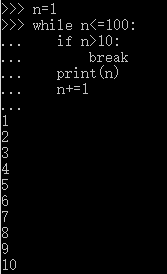 >>> n=1
>>> while n<=100:
...     if n>10:
...         break
...     print(n)
...     n+=1
...
1
2
3
4
5
6
7
8
9
10